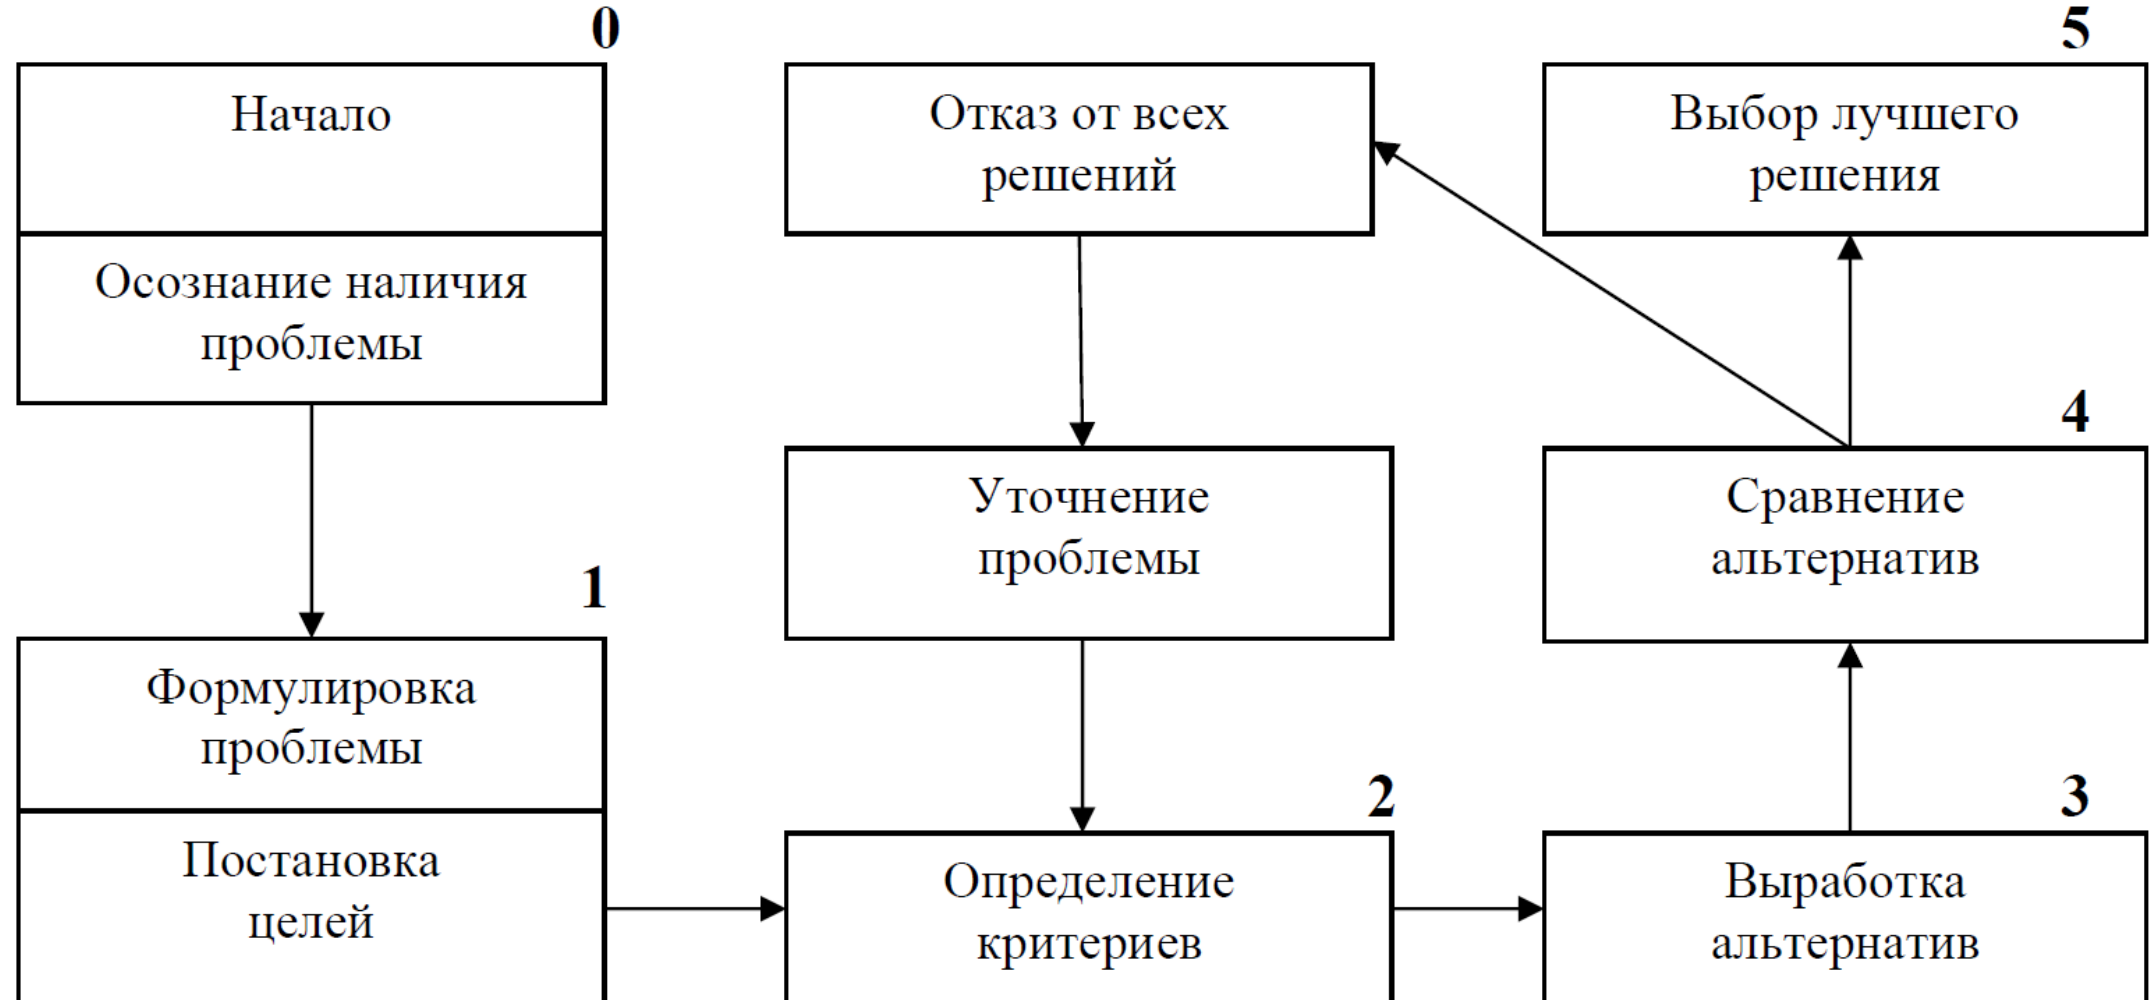 0
Начало
Осознание наличия
проблемы
1
Формулировка
проблемы
Постановка
целей
Отказ от всех
решений
Уточнение
проблемы
2
Определение
критериев
5
Выбор лучшего
решения
4
Сравнение
альтернатив
3
Выработка
альтернатив